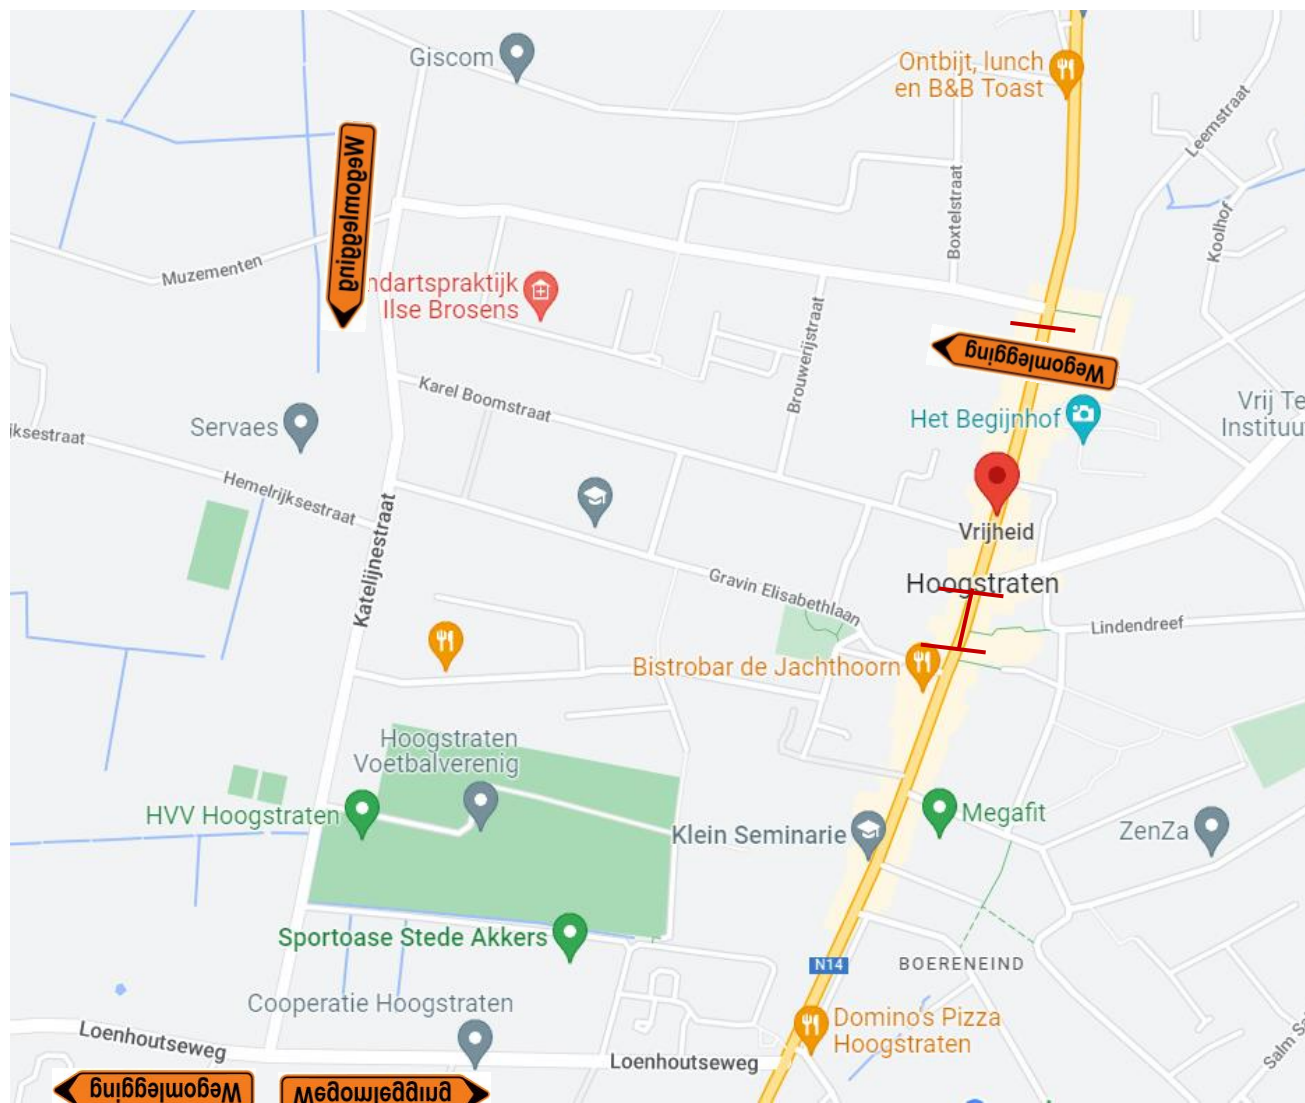 Giscom
Ontbijt, lunch
en B&B Toast
Leemstraat
Wegomlegging
Boxtelstraat
Koolhof
Muzementen
ndartspraktijk
Ilse Brosens
Brouwerijstraat
Wegomlegging
Karel Boomstraat
Het Begijnhof
Vrij Te
Instituu
Servaes
iksestraat
Hemelrijksestraat
Katelijnestraat
Vrijheid
Hoogstraten
Gravin Elisabethlaan
Lindendreef
Bistrobar de Jachthoorn
Hoogstraten
Voetbalverenig
HVV Hoogstraten
Megafit
Klein Seminarie
ZenZa
Sportoase Stede Akkers
N14
BOERENEIND
Cooperatie Hoogstraten
Domino's Pizza
Hoogstraten
Loenhoutseweg
Loenhoutseweg
Salm Sa
Wegomlegging
Wegomlegging